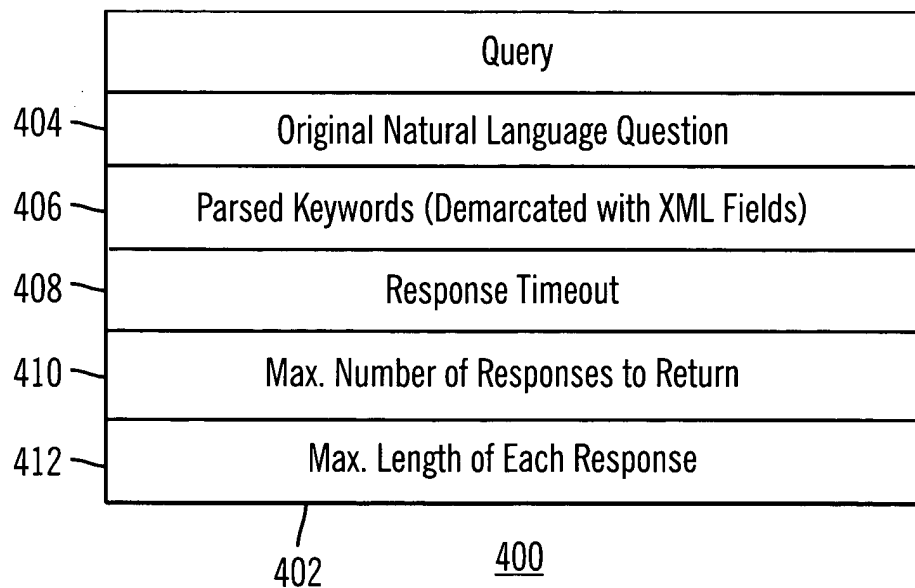 Query
404 Original Natural Language Question
406 Parsed Keywords (Demarcated with XML Fields)
408 Response Timeout
410 Max. Number of Responses to Return
412 Max. Length of Each Response
402 400